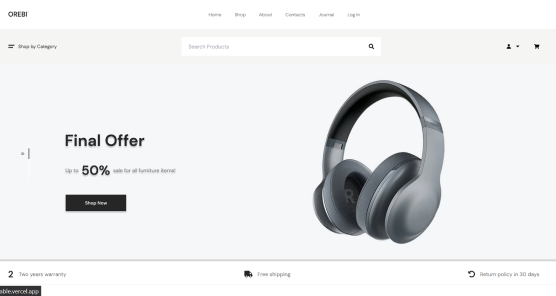 OREBI
Home Shop About Contacts Journal Log in
Shop by Category
Search Products
Final Offer
Up to 50% sale for all furniture items!
Shop Now
2 Two years warranty
Free shipping
Return policy in 30 days
able.vercel.app